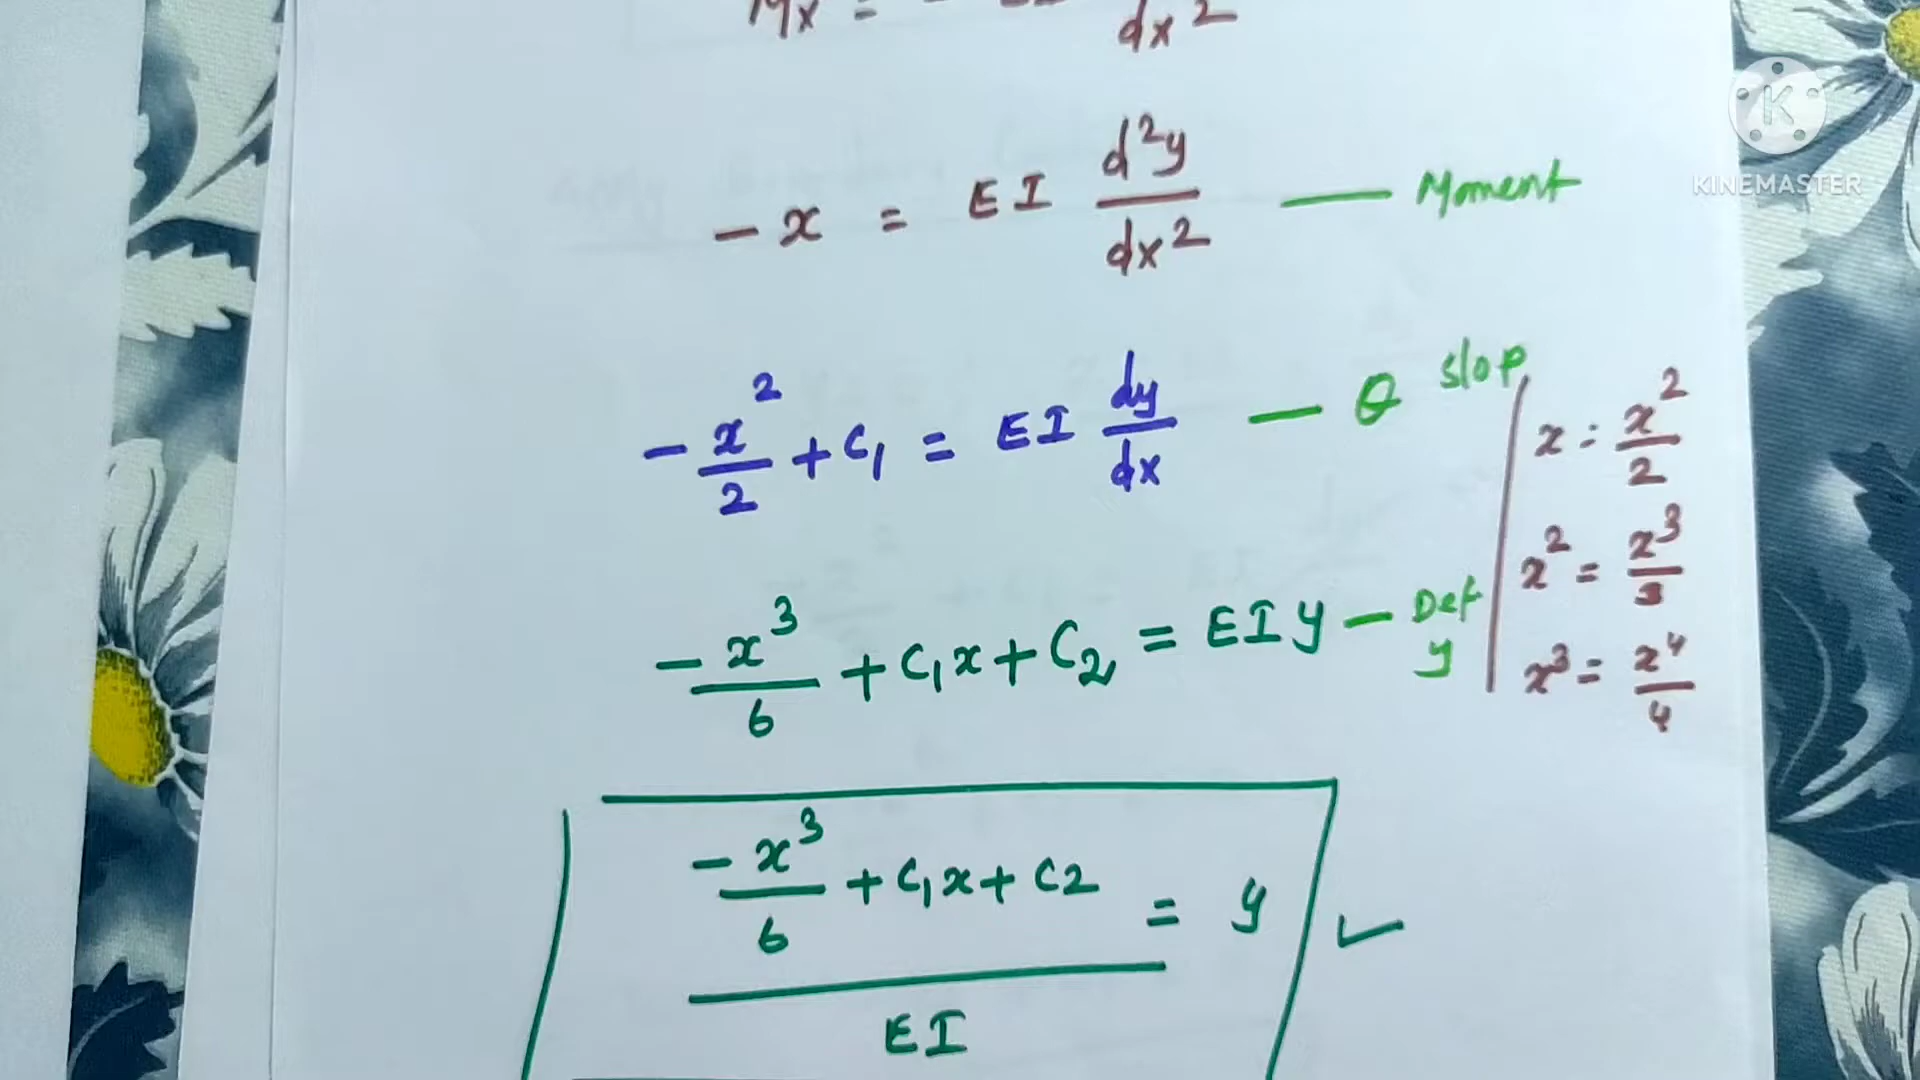 Mx = dx²
- x = EI d²y/dx² — Moment
- x²/2 + C₁ = EI dy/dx — θ slop
x = x²/2
x² = x³/3
- x³/6 + C₁x + C₂ = EIy — Def y
x³ = x⁴/4
- x³/6 + C₁x + C2 / EI = y ✓
KINEMASTER